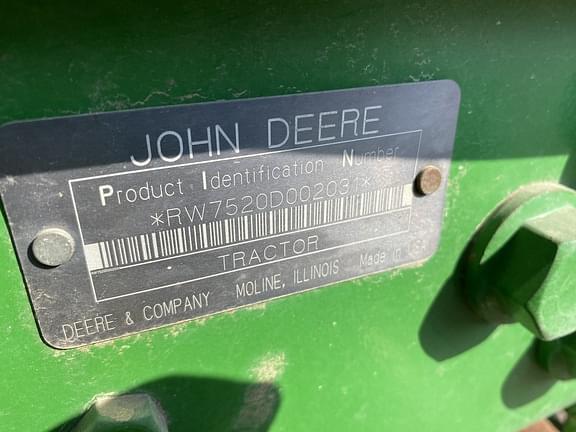 JOHN DEERE
Product Identification Number
*RW7520D002031*
TRACTOR
DEERE & COMPANY MOLINE, ILLINOIS Made in USA